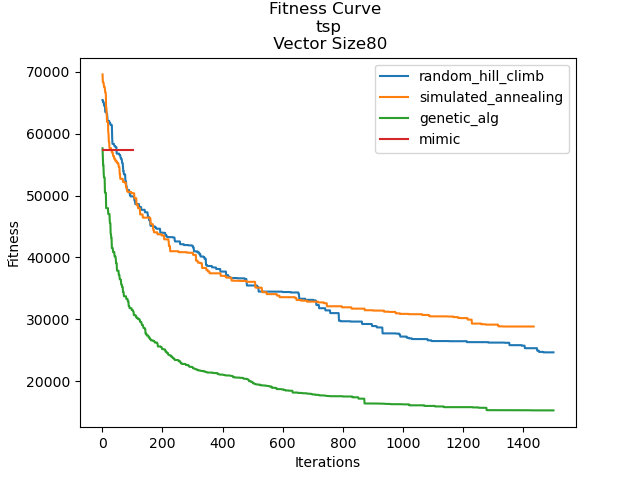 Fitness Curve
tsp
Vector Size80
random_hill_climb
simulated_annealing
genetic_alg
mimic
70000
60000
50000
40000
30000
20000
Fitness
0 200 400 600 800 1000 1200 1400
Iterations